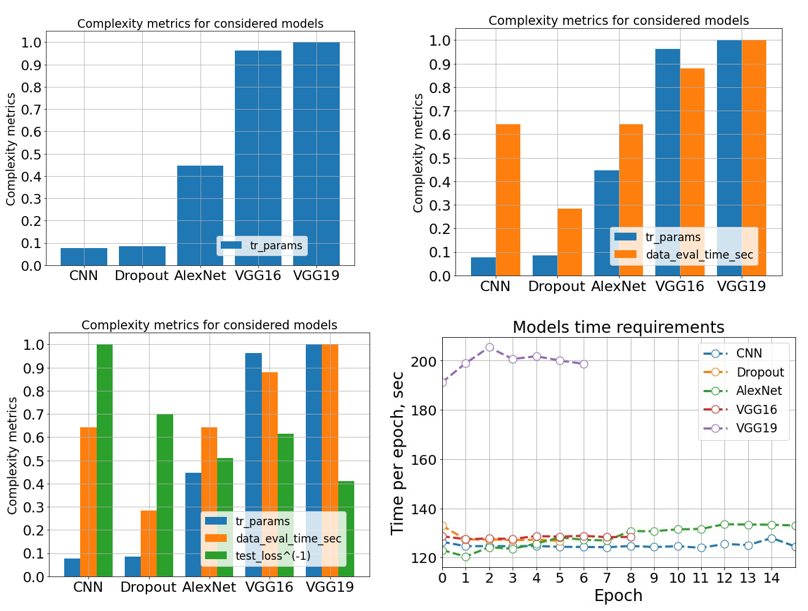 Complexity metrics for considered models
Complexity metrics
1.0
0.9
0.8
0.7
0.6
0.5
0.4
0.3
0.2
0.1
0.0
tr_params
CNN Dropout AlexNet VGG16 VGG19
Complexity metrics for considered models
Complexity metrics
1.0
0.9
0.8
0.7
0.6
0.5
0.4
0.3
0.2
0.1
0.0
tr_params
data_eval_time_sec
CNN Dropout AlexNet VGG16 VGG19
Complexity metrics for considered models
Complexity metrics
1.0
0.9
0.8
0.7
0.6
0.5
0.4
0.3
0.2
0.1
0.0
tr_params
data_eval_time_sec
test_loss^(-1)
CNN Dropout AlexNet VGG16 VGG19
Models time requirements
Time per epoch, sec
200
180
160
140
120
CNN
Dropout
AlexNet
VGG16
VGG19
0 1 2 3 4 5 6 7 8 9 10 11 12 13 14
Epoch